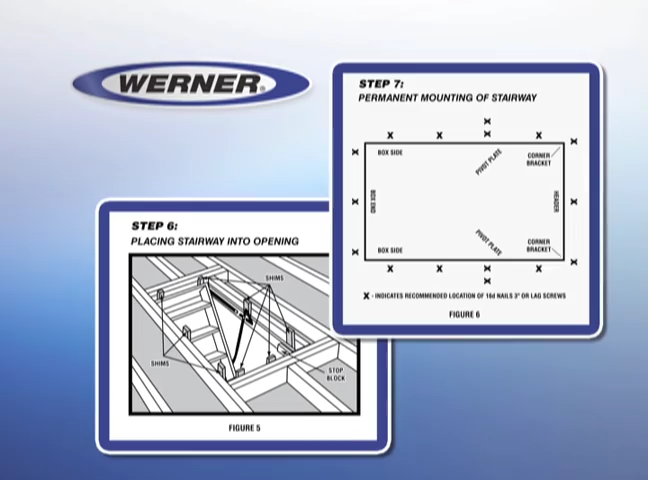 WERNER®
STEP 7:
PERMANENT MOUNTING OF STAIRWAY
X
X X X X X
X BOX SIDE PIVOT PLATE CORNER
BRACKET
X BOX END HEADER X
BOX SIDE PIVOT PLATE CORNER
BRACKET
X X
X X X X
X
X - INDICATES RECOMMENDED LOCATION OF 16d NAILS 3" OR LAG SCREWS
FIGURE 6
STEP 6:
PLACING STAIRWAY INTO OPENING
SHIMS
SHIMS
STOP
BLOCK
FIGURE 5